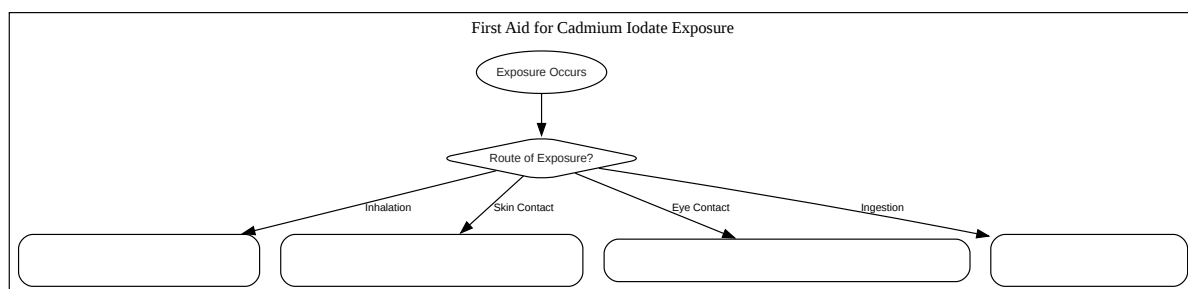 First Aid for Cadmium Iodate Exposure
Exposure Occurs
Route of Exposure?
Inhalation
Skin Contact
Eye Contact
Ingestion